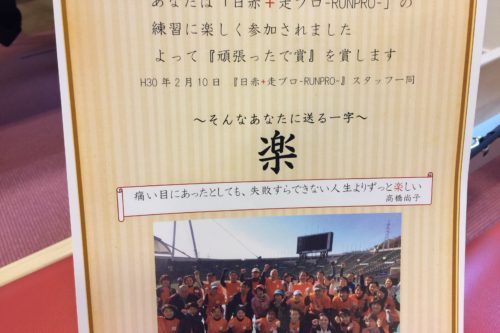 あなたは「日赤+走プロ-RUNPRO-」の
練習に楽しく参加されました
よって『頑張ったで賞』を賞します
H30年2月10日 『日赤+走プロ-RUNPRO-』スタッフ一同
～そんなあなたに送る一字～
楽
痛い目にあったとしても、失敗すらできない人生よりずっと楽しい
高橋尚子